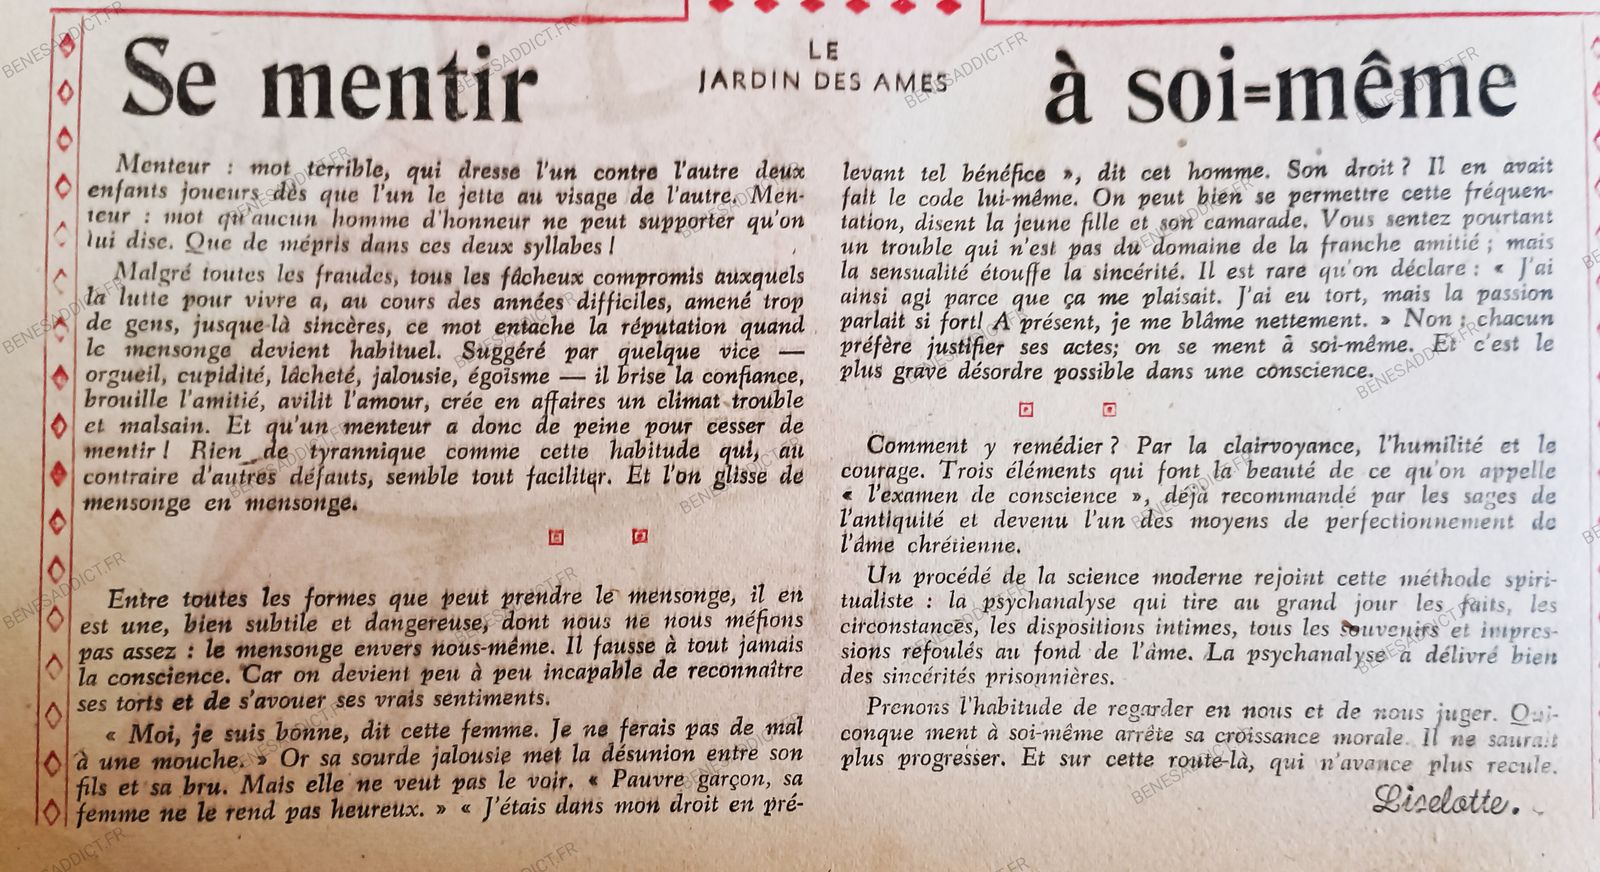 Se mentir
LE
JARDIN DES AMES
à soi=même
Menteur : mot terrible, qui dresse l'un contre l'autre deux
enfants joueurs dès que l'un le jette au visage de l'autre. Men-
teur : mot qu'aucun homme d'honneur ne peut supporter qu'on
lui dise. Que de mépris dans ces deux syllabes !
Malgré toutes les fraudes, tous les fâcheux compromis auxquels
la lutte pour vivre a, au cours des années difficiles, amené trop
de gens, jusque-là sincères, ce mot entache la réputation quand
le mensonge devient habituel. Suggéré par quelque vice —
orgueil, cupidité, lâcheté, jalousie, égoïsme — il brise la confiance,
brouille l'amitié, avilit l'amour, crée en affaires un climat trouble
et malsain. Et qu'un menteur a donc de peine pour cesser de
mentir ! Rien de tyrannique comme cette habitude qui, au
contraire d'autres défauts, semble tout faciliter. Et l'on glisse de
mensonge en mensonge.
Entre toutes les formes que peut prendre le mensonge, il en
est une, bien subtile et dangereuse, dont nous ne nous méfions
pas assez : le mensonge envers nous-même. Il fausse à tout jamais
la conscience. Car on devient peu à peu incapable de reconnaître
ses torts et de s'avouer ses vrais sentiments.
« Moi, je suis bonne, dit cette femme. Je ne ferais pas de mal
à une mouche. » Or sa sourde jalousie met la désunion entre son
fils et sa bru. Mais elle ne veut pas le voir. « Pauvre garçon, sa
femme ne le rend pas heureux. » « J'étais dans mon droit en pré-
levant tel bénéfice », dit cet homme. Son droit ? Il en avait
fait le code lui-même. On peut bien se permettre cette fréquen-
tation, disent la jeune fille et son camarade. Vous sentez pourtant
un trouble qui n'est pas du domaine de la franche amitié ; mais
la sensualité étouffe la sincérité. Il est rare qu'on déclare : « J'ai
ainsi agi parce que ça me plaisait. J'ai eu tort, mais la passion
parlait si fort! A présent, je me blâme nettement. » Non ; chacun
préfère justifier ses actes; on se ment à soi-même. Et c'est le
plus grave désordre possible dans une conscience.
Comment y remédier ? Par la clairvoyance, l'humilité et le
courage. Trois éléments qui font la beauté de ce qu'on appelle
« l'examen de conscience », déjà recommandé par les sages de
l'antiquité et devenu l'un des moyens de perfectionnement de
l'âme chrétienne.
Un procédé de la science moderne rejoint cette méthode spiri-
tualiste : la psychanalyse qui tire au grand jour les faits, les
circonstances, les dispositions intimes, tous les souvenirs et impres-
sions refoulés au fond de l'âme. La psychanalyse a délivré bien
des sincérités prisonnières.
Prenons l'habitude de regarder en nous et de nous juger. Qui-
conque ment à soi-même arrête sa croissance morale. Il ne saurait
plus progresser. Et sur cette route-là, qui n'avance plus recule.
Liselotte.
BENESADDICT.FR